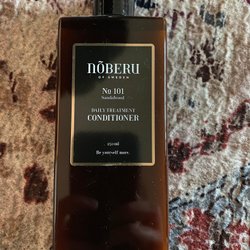 nõberu
OF SWEDEN
No 101
Sandalwood
DAILY TREATMENT
CONDITIONER
250ml
Be yourself more.